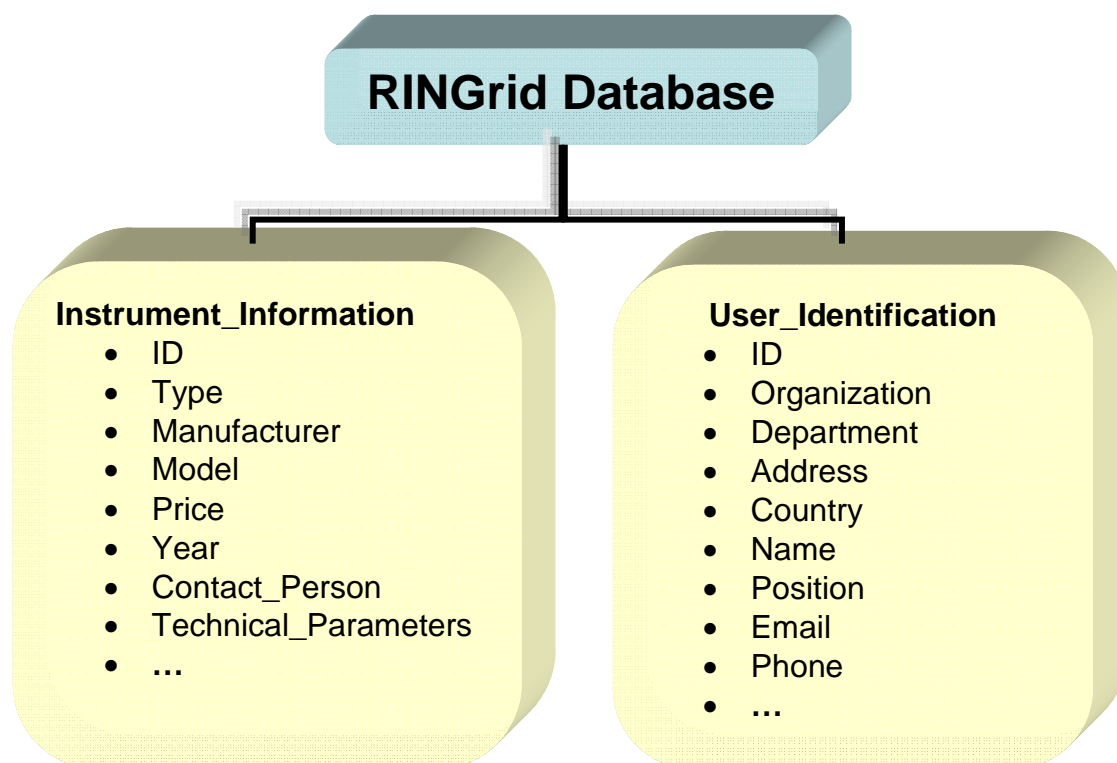 RINGrid Database
Instrument_Information
• ID
• Type
• Manufacturer
• Model
• Price
• Year
• Contact_Person
• Technical_Parameters
• ...
User_Identification
• ID
• Organization
• Department
• Address
• Country
• Name
• Position
• Email
• Phone
• ...